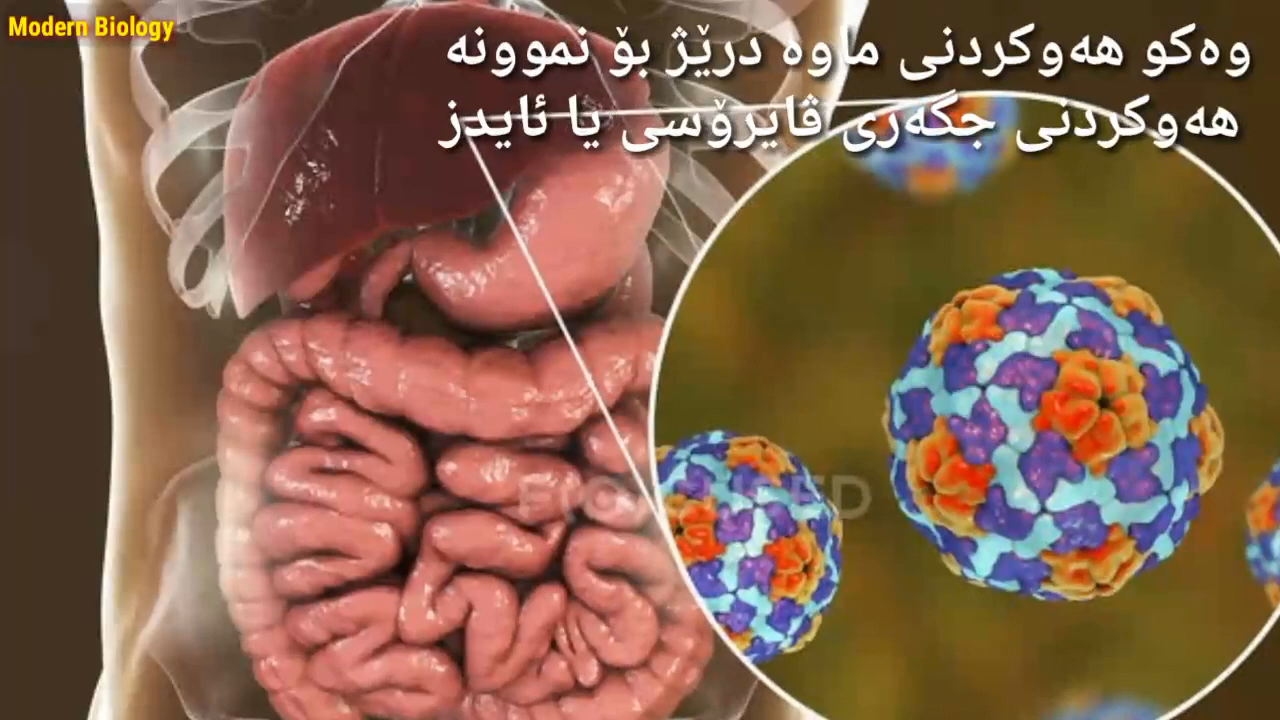 Modern Biology
وەکو هەوکردنی ماوە درێژ بۆ نموونە
هەوکردنی جگەری ڤایرۆسی یا ئایدز